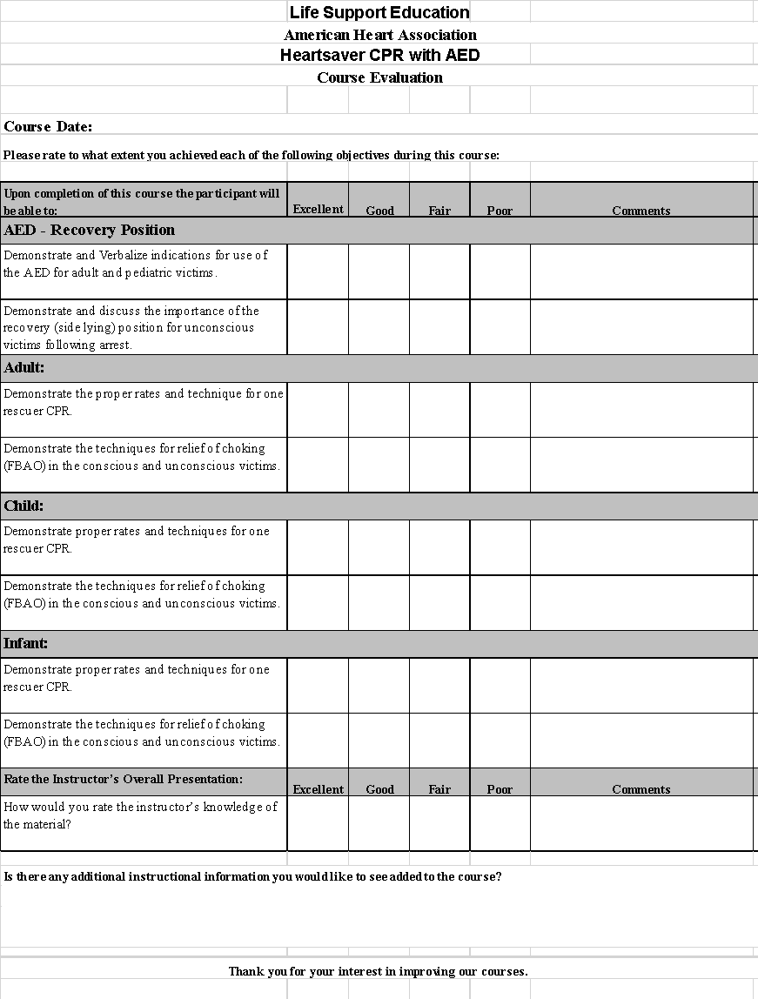 Life Support Education
American Heart Association
Heartsaver CPR with AED
Course Evaluation
Course Date:
Please rate to what extent you achieved each of the following objectives during this course:
Upon completion of this course the participant will
be able to:
Excellent Good Fair Poor Comments
AED - Recovery Position
Demonstrate and Verbalize indications for use of
the AED for adult and pediatric victims.
Demonstrate and discuss the importance of the
recovery (side lying) position for unconscious
victims following arrest.
Adult:
Demonstrate the proper rates and technique for one
rescuer CPR.
Demonstrate the techniques for relief of choking
(FBAO) in the conscious and unconscious victims.
Child:
Demonstrate proper rates and techniques for one
rescuer CPR.
Demonstrate the techniques for relief of choking
(FBAO) in the conscious and unconscious victims.
Infant:
Demonstrate proper rates and techniques for one
rescuer CPR.
Demonstrate the techniques for relief of choking
(FBAO) in the conscious and unconscious victims.
Rate the Instructor’s Overall Presentation:
Excellent Good Fair Poor Comments
How would you rate the instructor’s knowledge of
the material?
Is there any additional instructional information you would like to see added to the course?
Thank you for your interest in improving our courses.